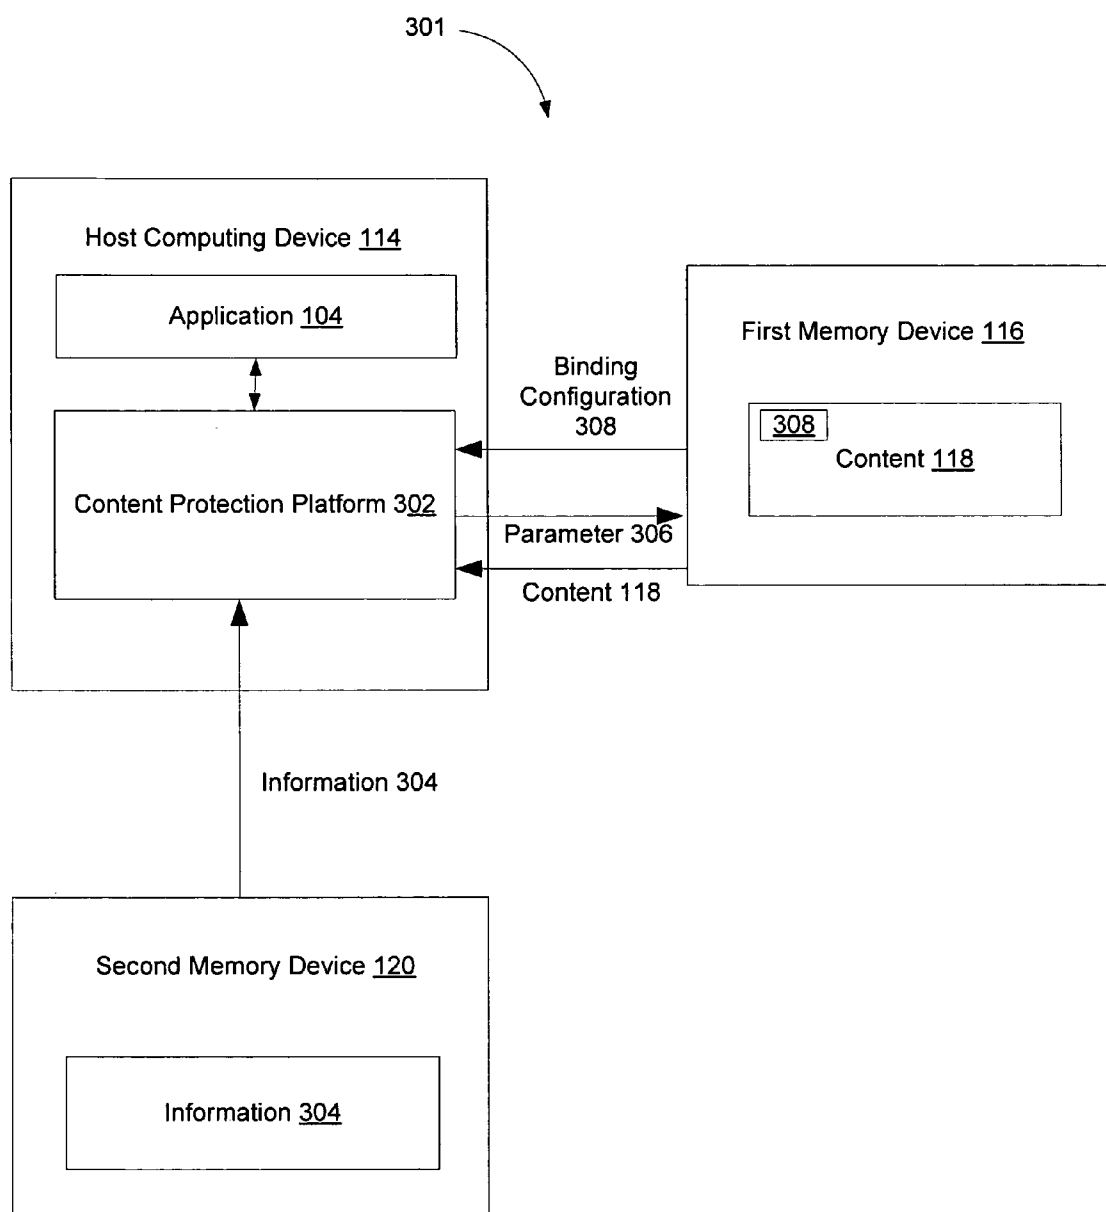 301
Host Computing Device 114
Application 104
Content Protection Platform 302
Binding
Configuration
308
Parameter 306
Content 118
First Memory Device 116
308
Content 118
Information 304
Second Memory Device 120
Information 304